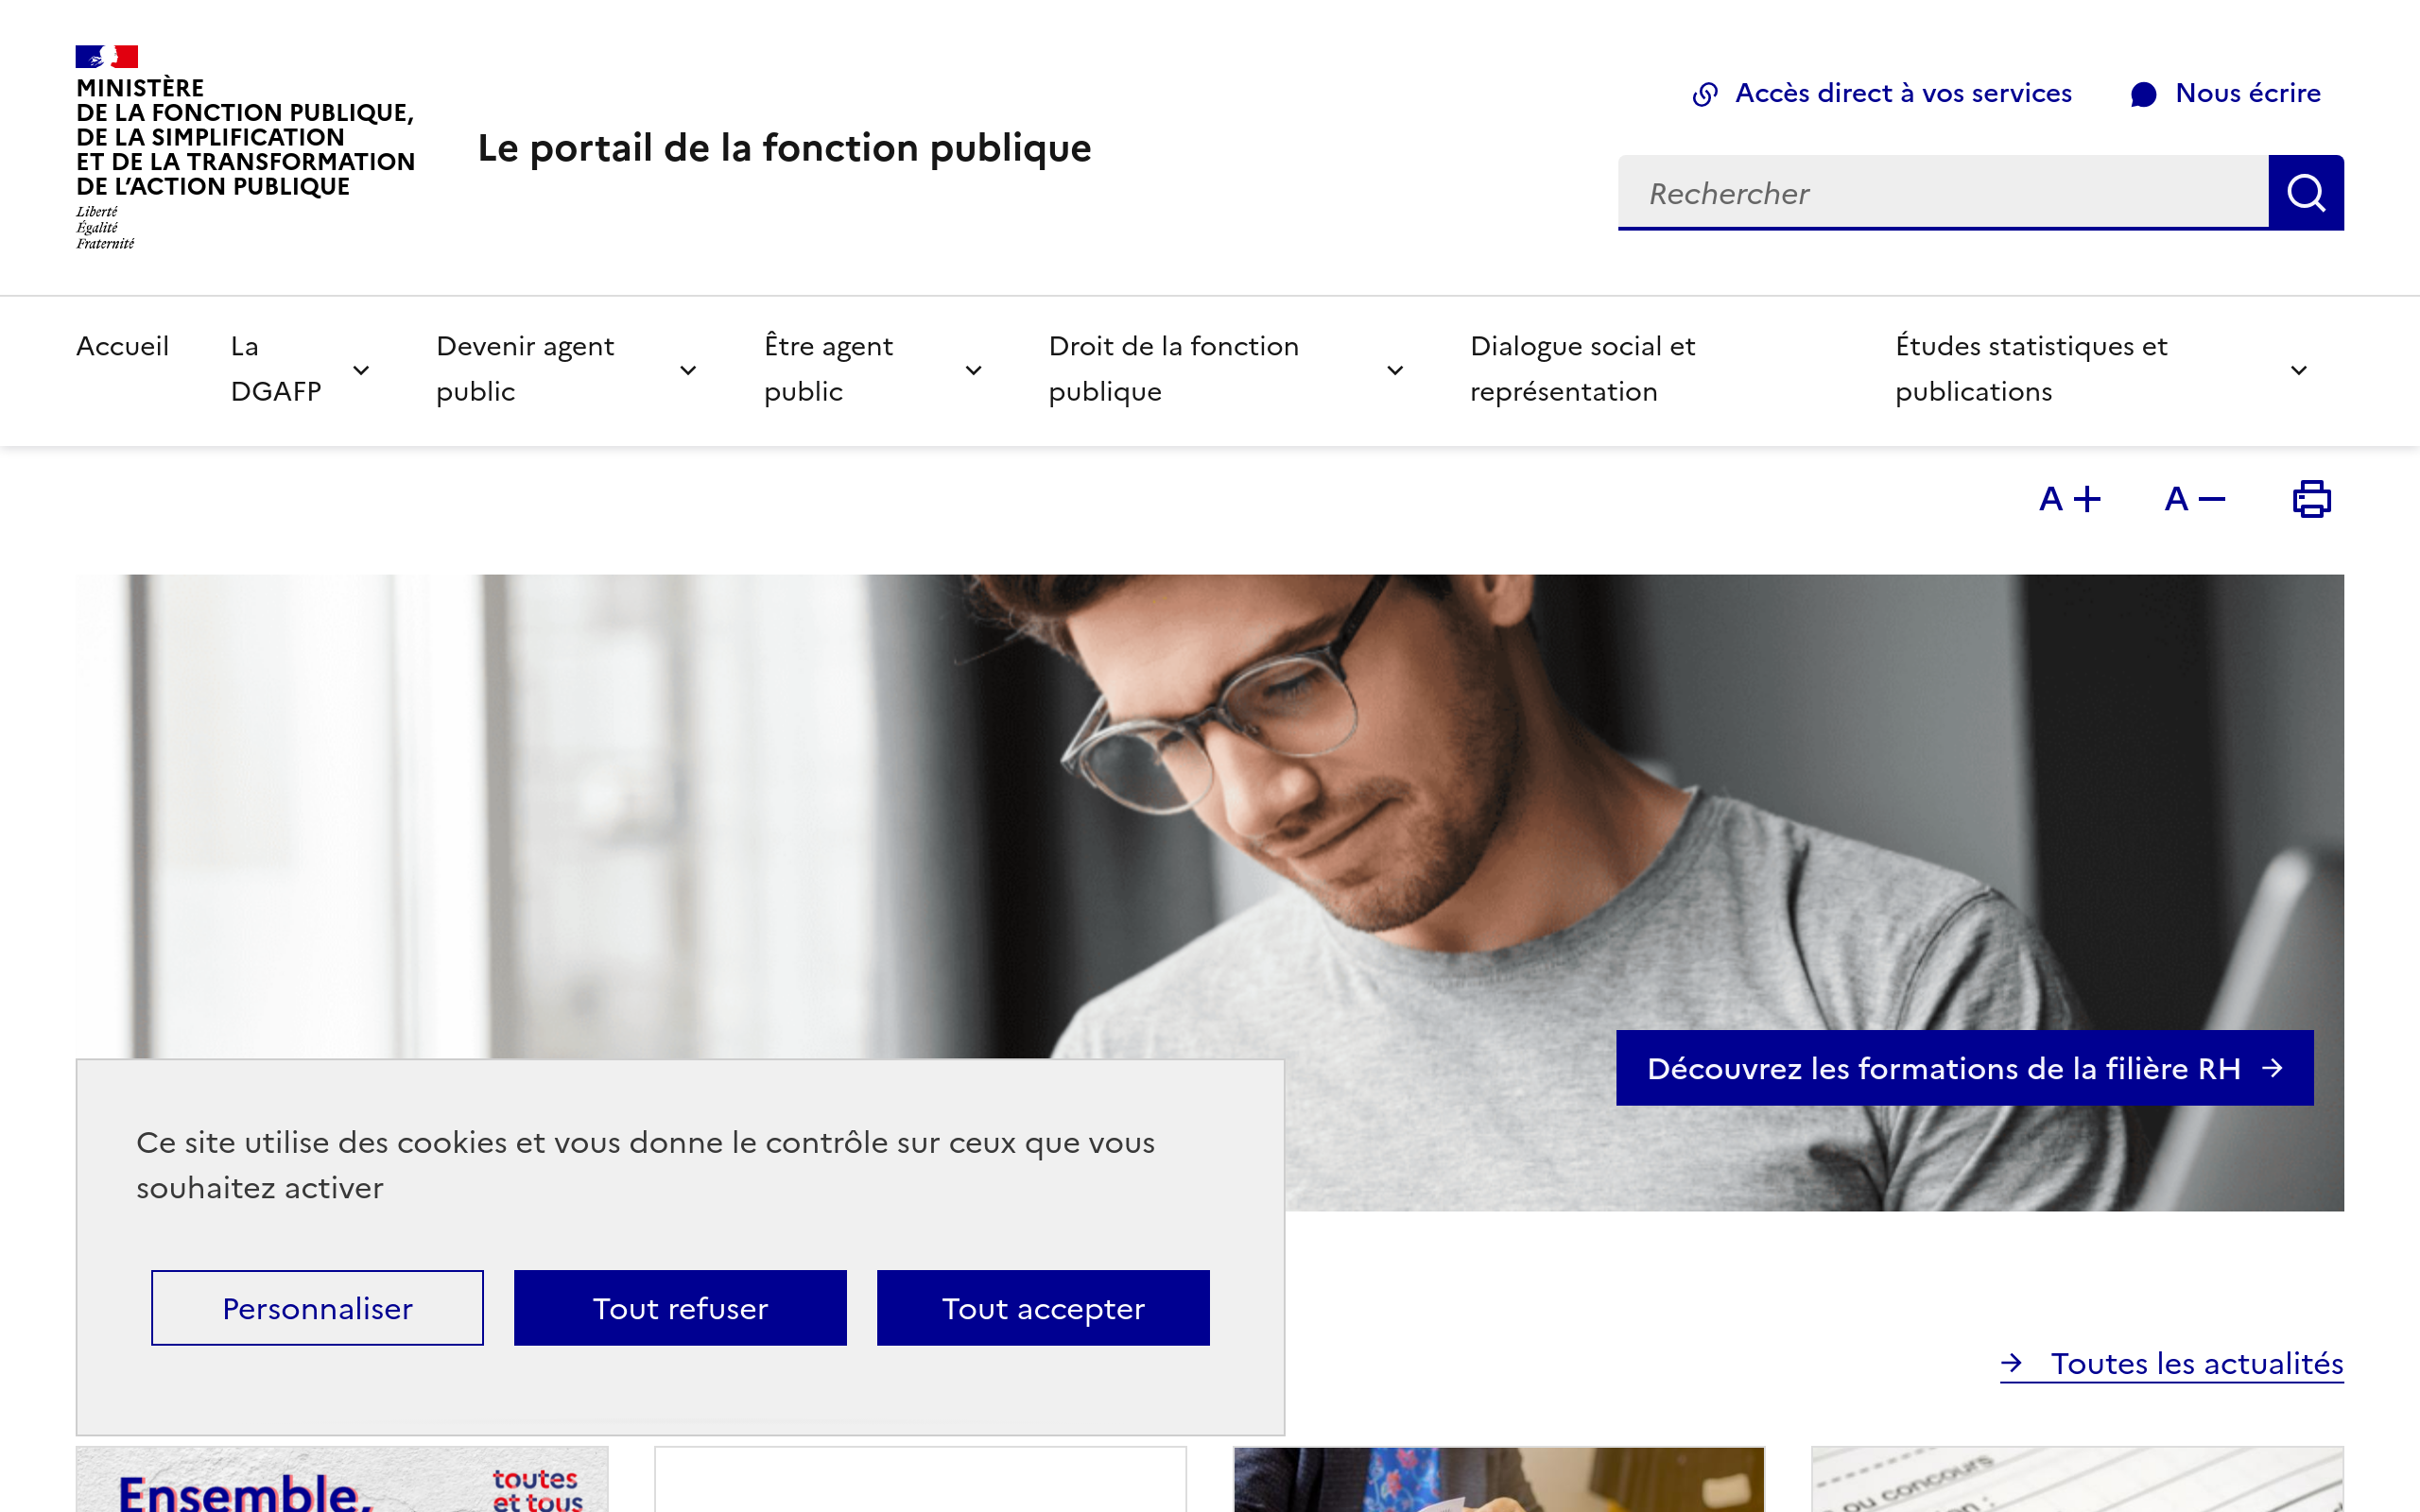 MINISTÈRE
DE LA FONCTION PUBLIQUE,
DE LA SIMPLIFICATION
ET DE LA TRANSFORMATION
DE L’ACTION PUBLIQUE
Liberté
Égalité
Fraternité
Le portail de la fonction publique
Accès direct à vos services
Nous écrire
Rechercher
Accueil
La
DGAFP
Devenir agent
public
Être agent
public
Droit de la fonction
publique
Dialogue social et
représentation
Études statistiques et
publications
A +
A −
Découvrez les formations de la filière RH
Ce site utilise des cookies et vous donne le contrôle sur ceux que vous
souhaitez activer
Personnaliser
Tout refuser
Tout accepter
Toutes les actualités
Ensemble,
toutes
et tous
ou concours